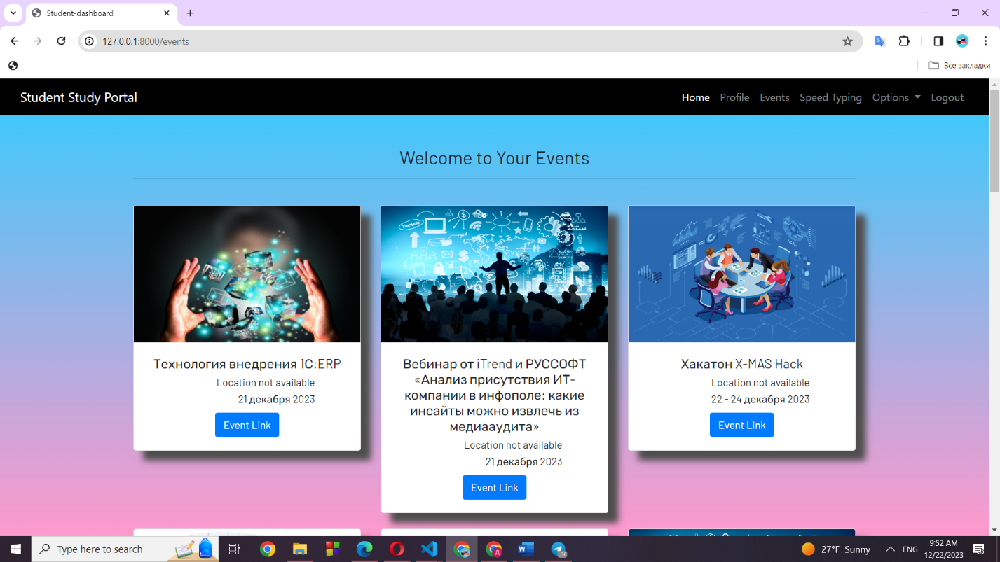 Student-dashboard
127.0.0.1:8000/events
Все закладки
Student Study Portal
Home Profile Events Speed Typing Options Logout
Welcome to Your Events
Технология внедрения 1С:ERP
Location not available
21 декабря 2023
Event Link
Вебинар от iTrend и РУССОФТ
«Анализ присутствия ИТ-
компании в инфополе: какие
инсайты можно извлечь из
медиааудита»
Location not available
21 декабря 2023
Event Link
Хакатон X-MAS Hack
Location not available
22 - 24 декабря 2023
Event Link
Type here to search
27°F Sunny
ENG
9:52 AM
12/22/2023